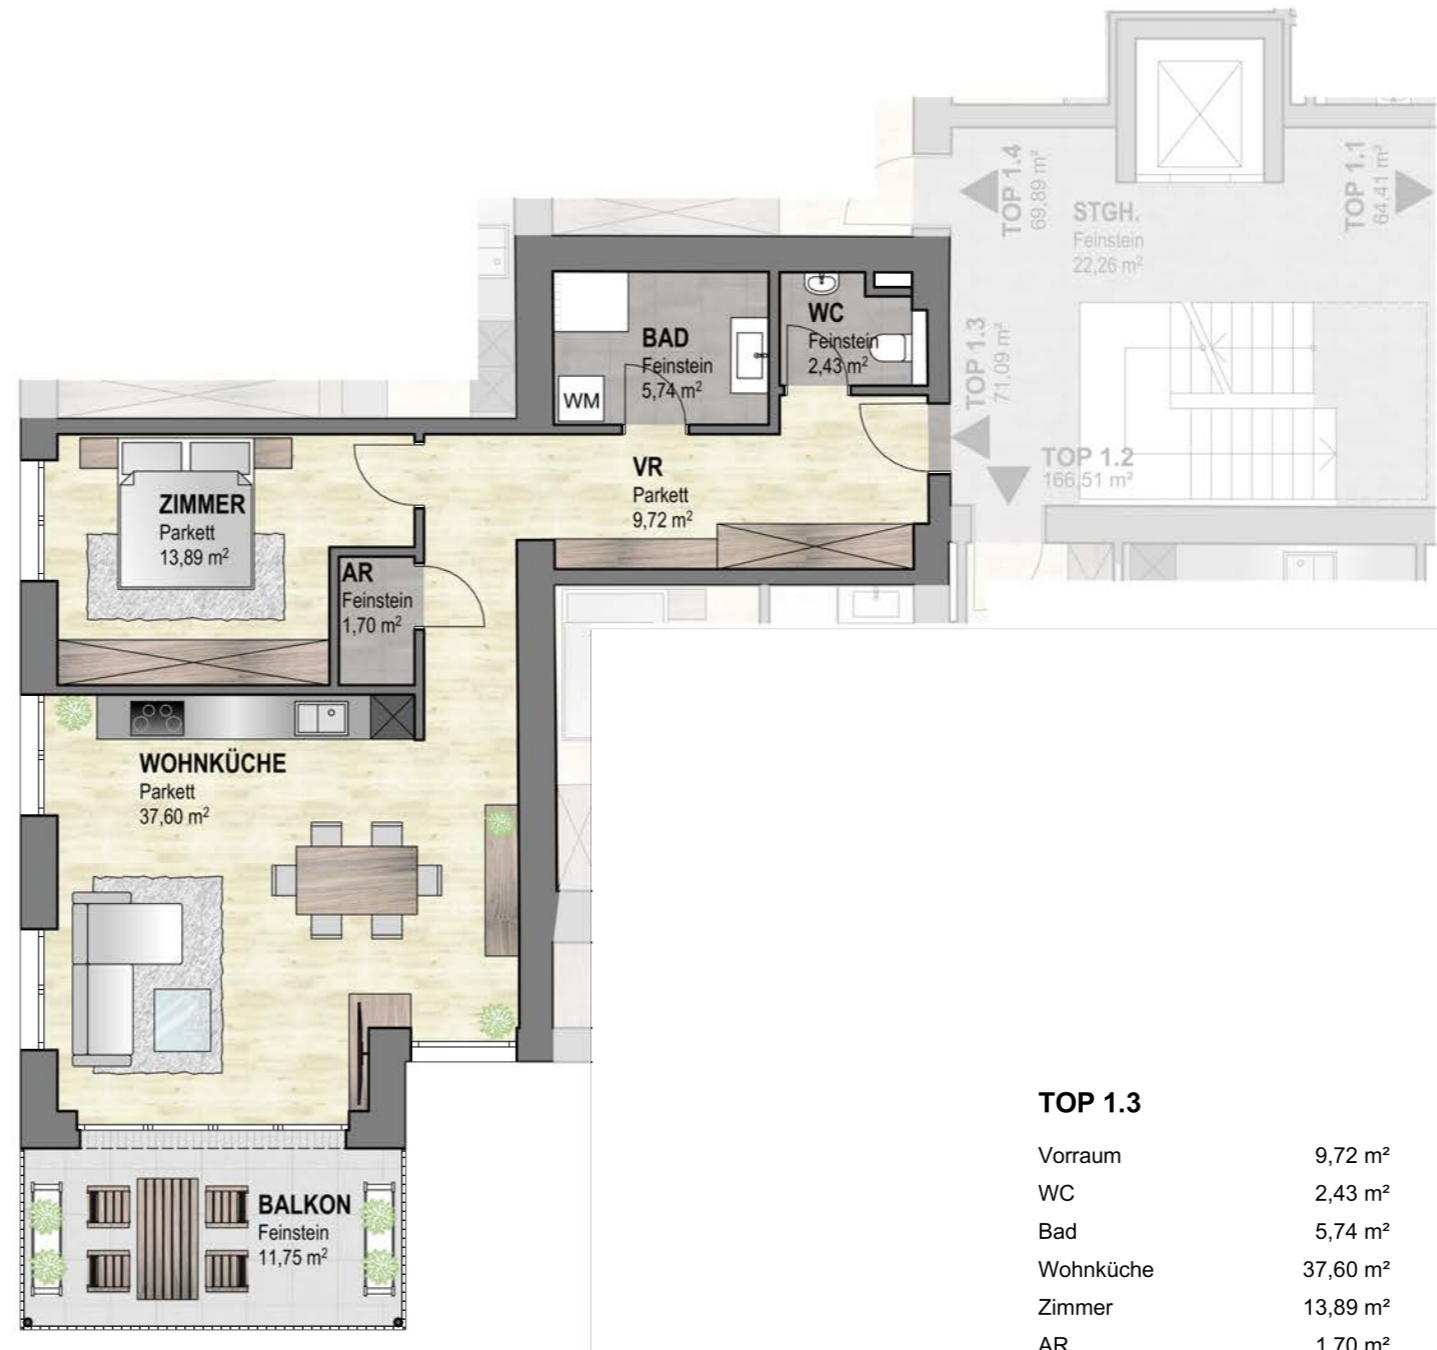 TOP 1.4
69,89 m²
TOP 1.1
64,41 m²
STGH.
Feinstein
22,26 m²
TOP 1.3
71,09 m²
TOP 1.2
166,51 m²
BAD
Feinstein
5,74 m²
WM
WC
Feinstein
2,43 m²
VR
Parkett
9,72 m²
ZIMMER
Parkett
13,89 m²
AR
Feinstein
1,70 m²
WOHNKÜCHE
Parkett
37,60 m²
BALKON
Feinstein
11,75 m²
TOP 1.3
Vorraum 9,72 m²
WC 2,43 m²
Bad 5,74 m²
Wohnküche 37,60 m²
Zimmer 13,89 m²
AR 1,70 m²